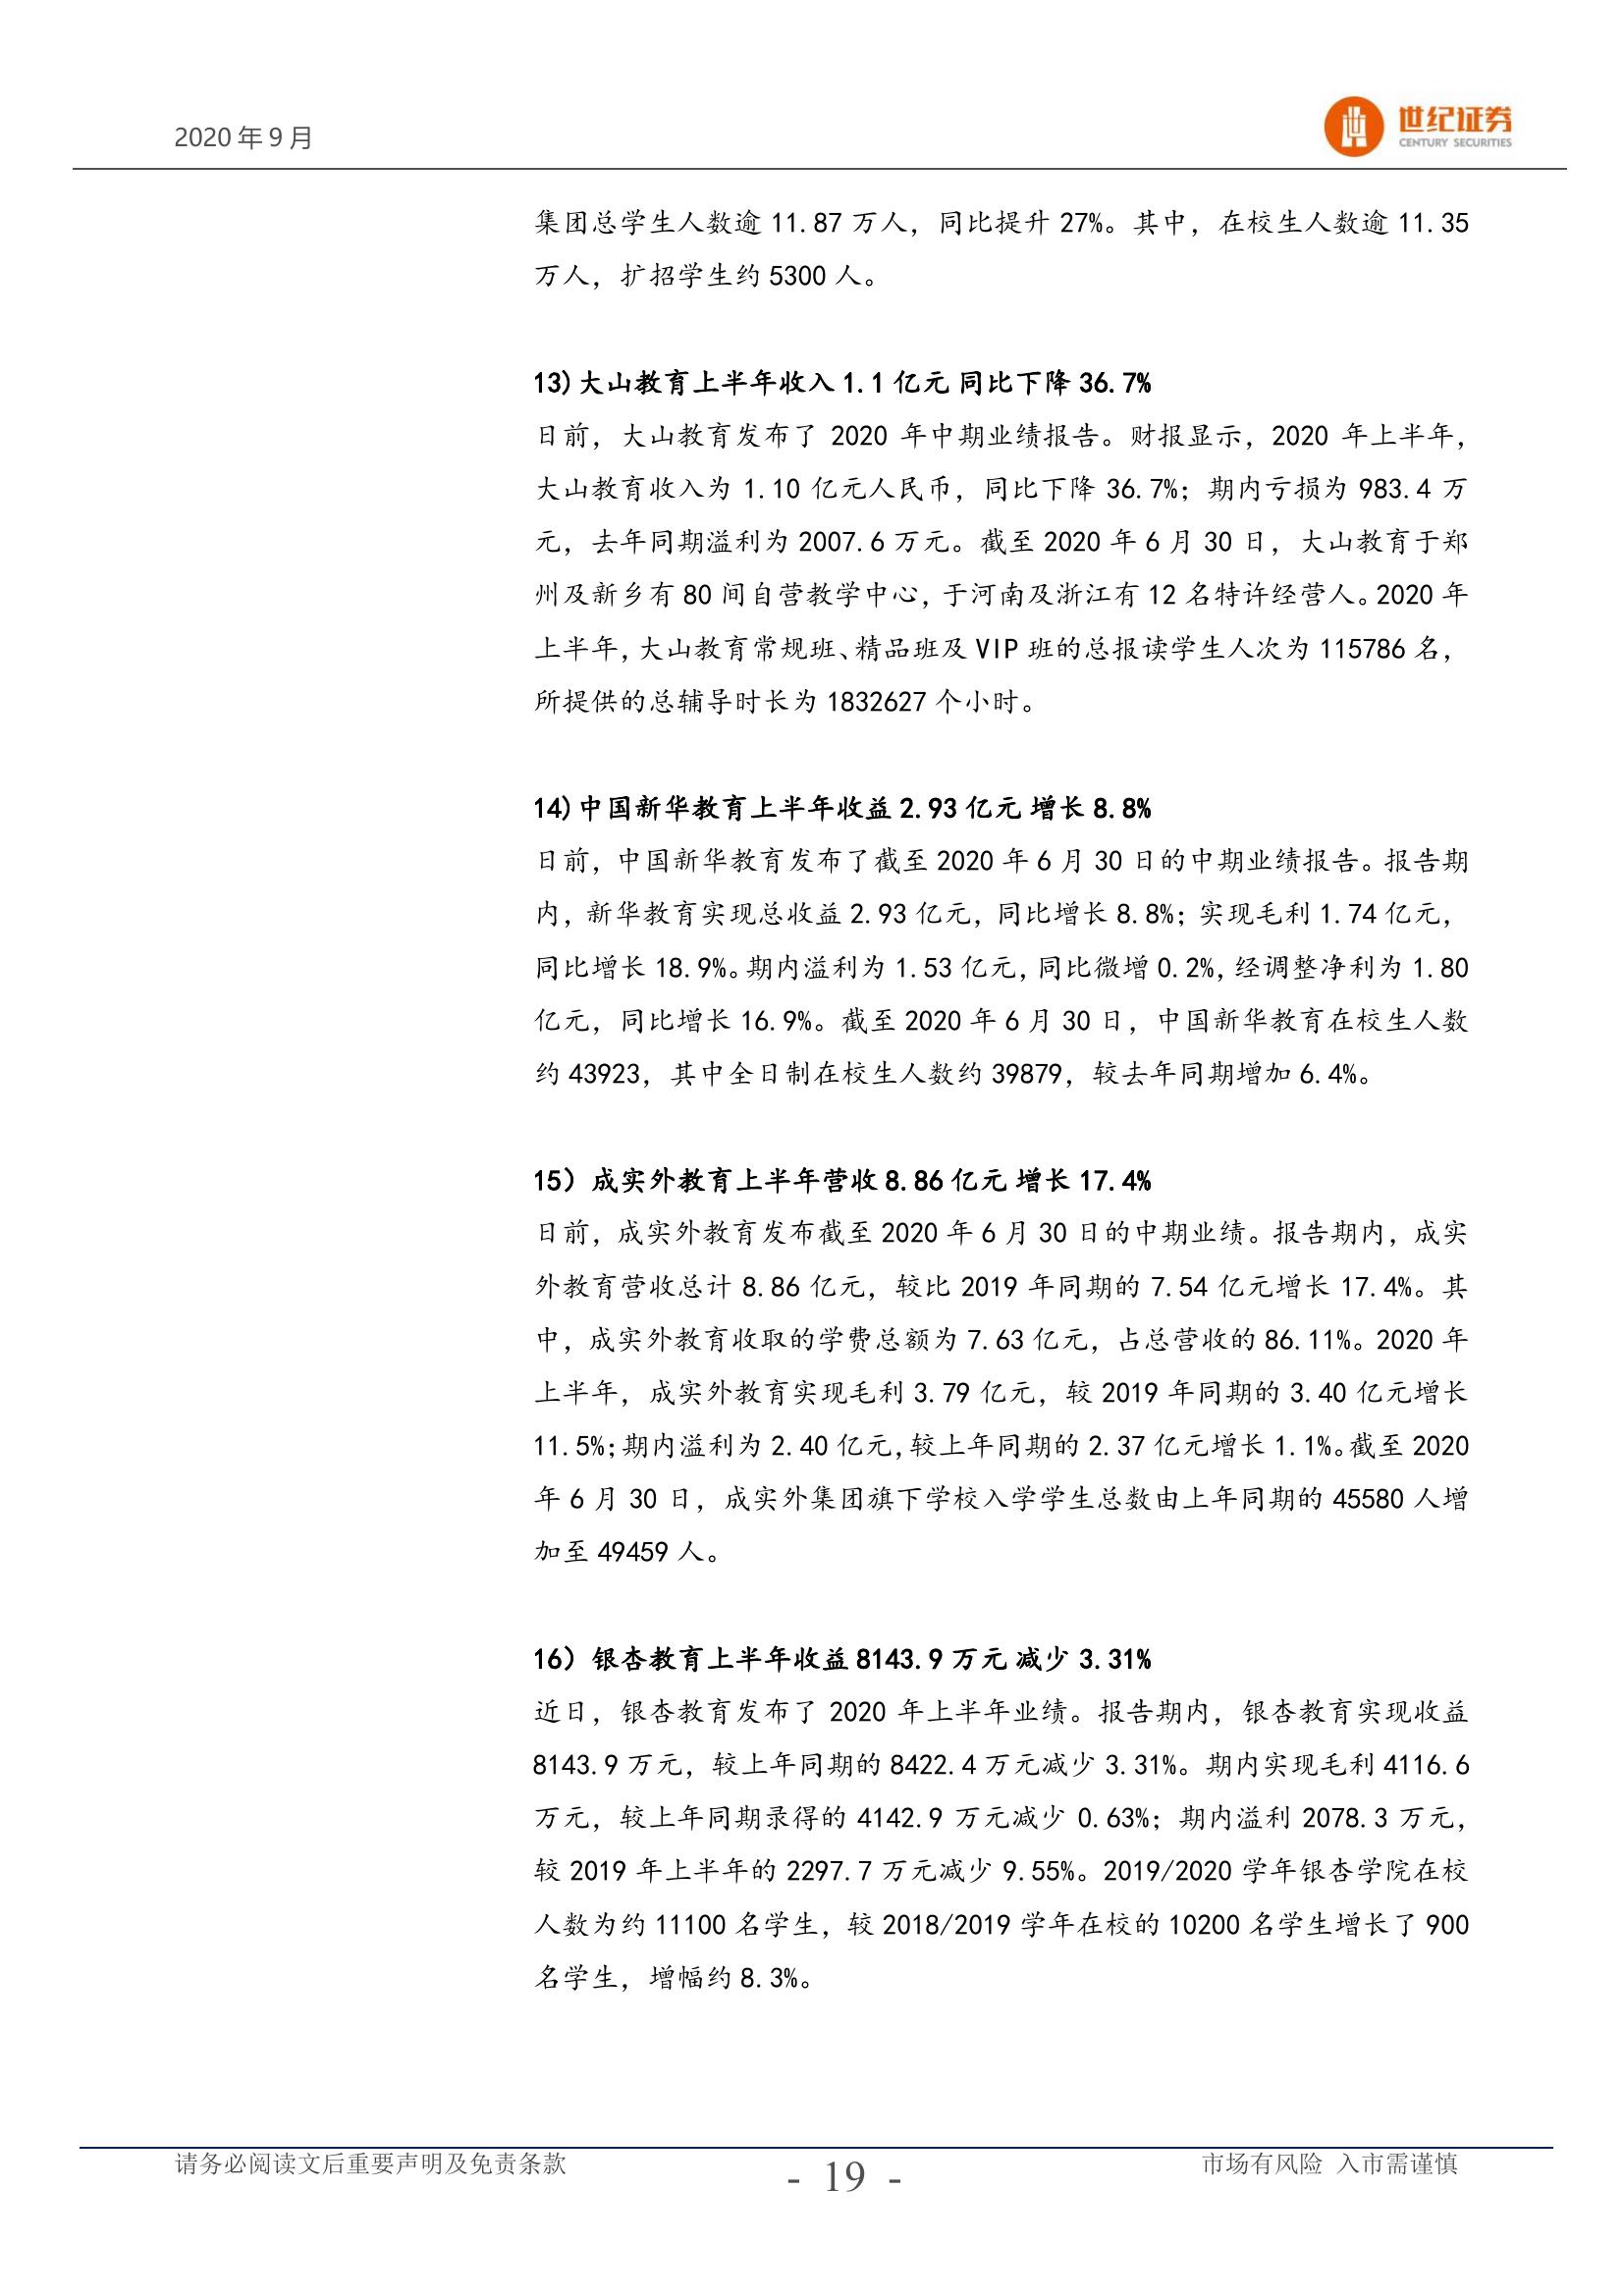 2020 年 9 月
世纪证券
CENTURY SECURITIES
集团总学生人数逾 11.87 万人，同比提升 27%。其中，在校生人数逾 11.35
万人，扩招学生约 5300 人。
13)大山教育上半年收入 1.1 亿元 同比下降 36.7%
日前，大山教育发布了 2020 年中期业绩报告。财报显示，2020 年上半年，
大山教育收入为 1.10 亿元人民币，同比下降 36.7%；期内亏损为 983.4 万
元，去年同期溢利为 2007.6 万元。截至 2020 年 6 月 30 日，大山教育于郑
州及新乡有 80 间自营教学中心，于河南及浙江有 12 名特许经营人。2020 年
上半年，大山教育常规班、精品班及 VIP 班的总报读学生人次为 115786 名，
所提供的总辅导时长为 1832627 个小时。
14)中国新华教育上半年收益 2.93 亿元 增长 8.8%
日前，中国新华教育发布了截至 2020 年 6 月 30 日的中期业绩报告。报告期
内，新华教育实现总收益 2.93 亿元，同比增长 8.8%；实现毛利 1.74 亿元，
同比增长 18.9%。期内溢利为 1.53 亿元，同比微增 0.2%，经调整净利为 1.80
亿元，同比增长 16.9%。截至 2020 年 6 月 30 日，中国新华教育在校生人数
约 43923，其中全日制在校生人数约 39879，较去年同期增加 6.4%。
15）成实外教育上半年营收 8.86 亿元 增长 17.4%
日前，成实外教育发布截至 2020 年 6 月 30 日的中期业绩。报告期内，成实
外教育营收总计 8.86 亿元，较比 2019 年同期的 7.54 亿元增长 17.4%。其
中，成实外教育收取的学费总额为 7.63 亿元，占总营收的 86.11%。2020 年
上半年，成实外教育实现毛利 3.79 亿元，较 2019 年同期的 3.40 亿元增长
11.5%；期内溢利为 2.40 亿元，较上年同期的 2.37 亿元增长 1.1%。截至 2020
年 6 月 30 日，成实外集团旗下学校入学学生总数由上年同期的 45580 人增
加至 49459 人。
16）银杏教育上半年收益 8143.9 万元 减少 3.31%
近日，银杏教育发布了 2020 年上半年业绩。报告期内，银杏教育实现收益
8143.9 万元，较上年同期的 8422.4 万元减少 3.31%。期内实现毛利 4116.6
万元，较上年同期录得的 4142.9 万元减少 0.63%；期内溢利 2078.3 万元，
较 2019 年上半年的 2297.7 万元减少 9.55%。2019/2020 学年银杏学院在校
人数为约 11100 名学生，较 2018/2019 学年在校的 10200 名学生增长了 900
名学生，增幅约 8.3%。
请务必阅读文后重要声明及免责条款
- 19 -
市场有风险 入市需谨慎